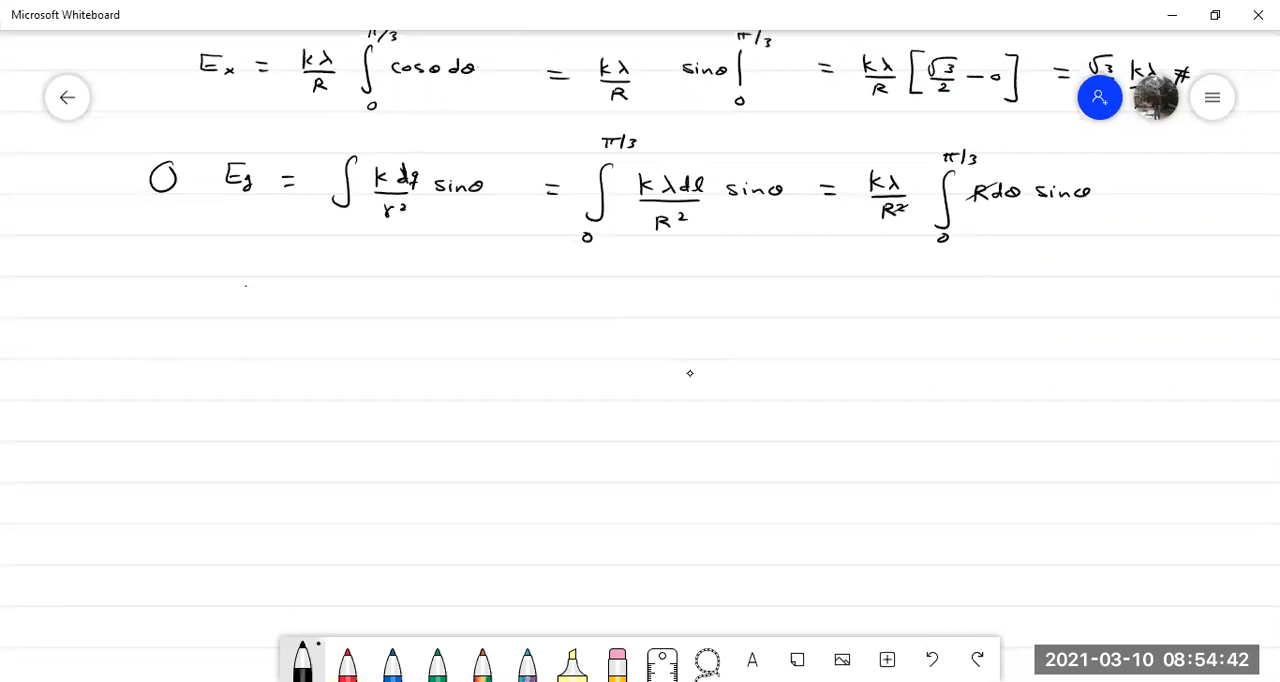 Microsoft Whiteboard
Eₓ = kλ/R ∫₀^π/3 cosθ dθ = kλ/R sinθ |₀^π/3 = kλ/R [√3/2 − 0] = √3 kλ #
O E_y = ∫ k dq/r² sinθ = ∫₀^π/3 kλdl/R² sinθ = kλ/R² ∫₀^π/3 Rdθ sinθ
A
2021-03-10 08:54:42